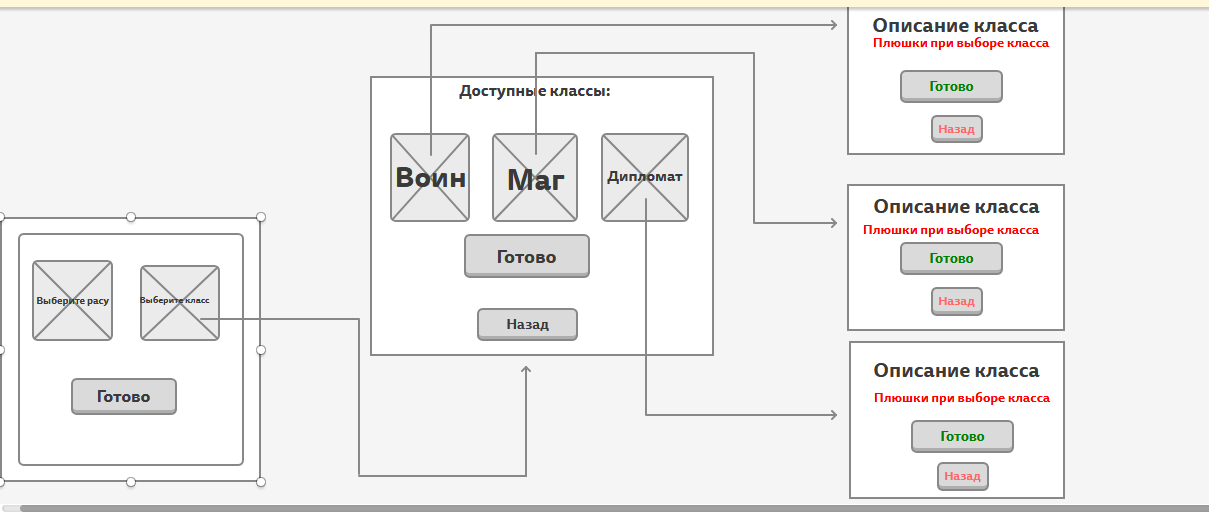 Выберите расу
Выберите класс
Готово
Доступные классы:
Воин
Маг
Дипломат
Готово
Назад
Описание класса
Плюшки при выборе класса
Готово
Назад
Описание класса
Плюшки при выборе класса
Готово
Назад
Описание класса
Плюшки при выборе класса
Готово
Назад